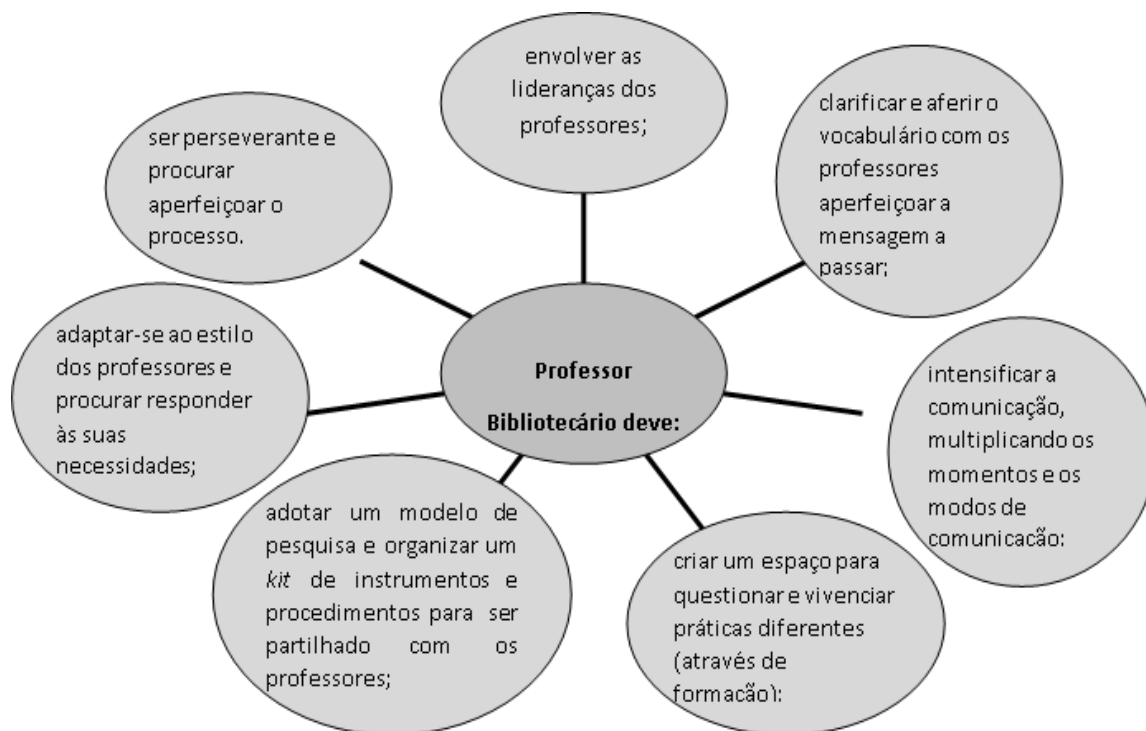 envolver as
lideranças dos
professores;
clarificar e aferir o
vocabulário com os
professores
aperfeiçoar a
mensagem a
passar;
intensificar a
comunicação,
multiplicando os
momentos e os
modos de
comunicação:
criar um espaço para
questionar e vivenciar
práticas diferentes
(através de
formação):
adotar um modelo de
pesquisa e organizar um
kit de instrumentos e
procedimentos para ser
partilhado com os
professores;
adaptar-se ao estilo
dos professores e
procurar responder
às suas
necessidades;
ser perseverante e
procurar
aperfeiçoar o
processo.
Professor
Bibliotecário deve: